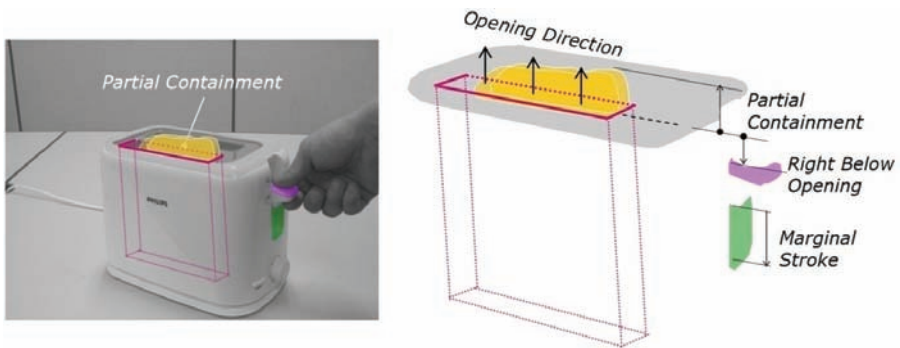 Partial Containment
PHILIPS
Opening Direction
Partial
Containment
Right Below
Opening
Marginal
Stroke